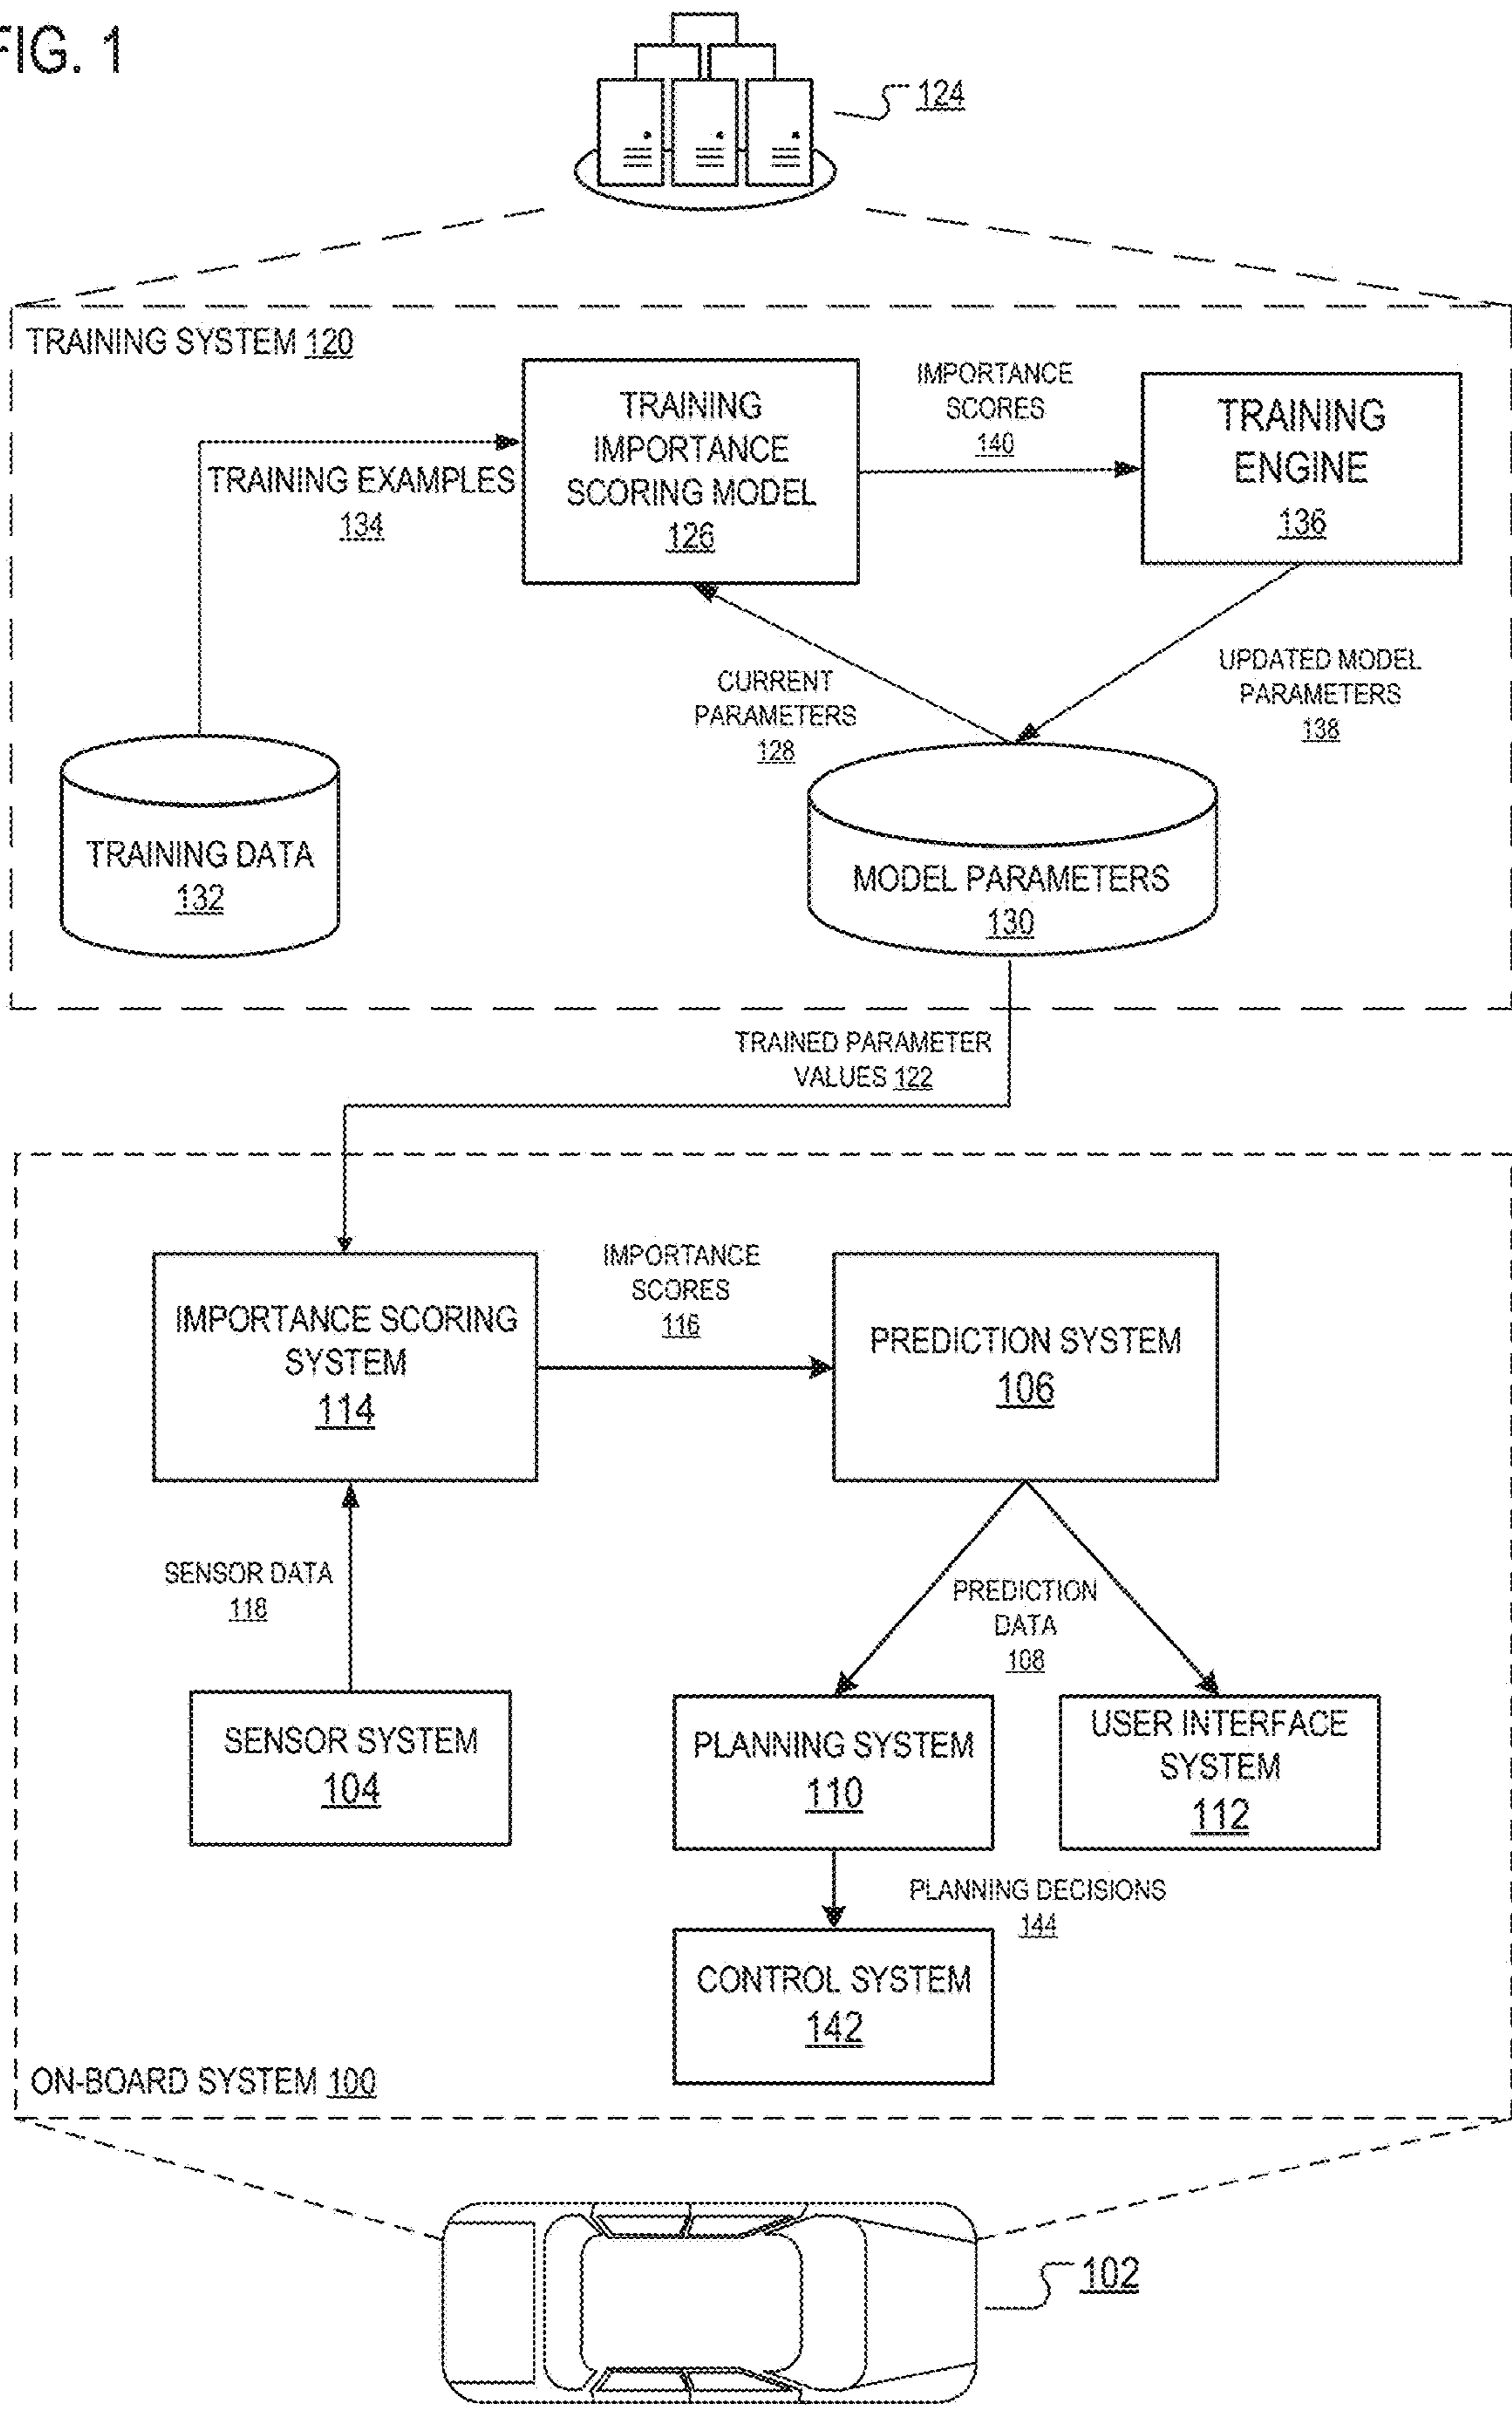 FIG. 1
124
TRAINING SYSTEM 120
TRAINING
IMPORTANCE
SCORING MODEL
126
IMPORTANCE
SCORES
140
TRAINING
ENGINE
136
TRAINING EXAMPLES
134
CURRENT
PARAMETERS
128
UPDATED MODEL
PARAMETERS
138
TRAINING DATA
132
MODEL PARAMETERS
130
TRAINED PARAMETER
VALUES 122
IMPORTANCE SCORING
SYSTEM
114
IMPORTANCE
SCORES
116
PREDICTION SYSTEM
106
SENSOR DATA
118
PREDICTION
DATA
108
SENSOR SYSTEM
104
PLANNING SYSTEM
110
USER INTERFACE
SYSTEM
112
PLANNING DECISIONS
144
CONTROL SYSTEM
142
ON-BOARD SYSTEM 100
102